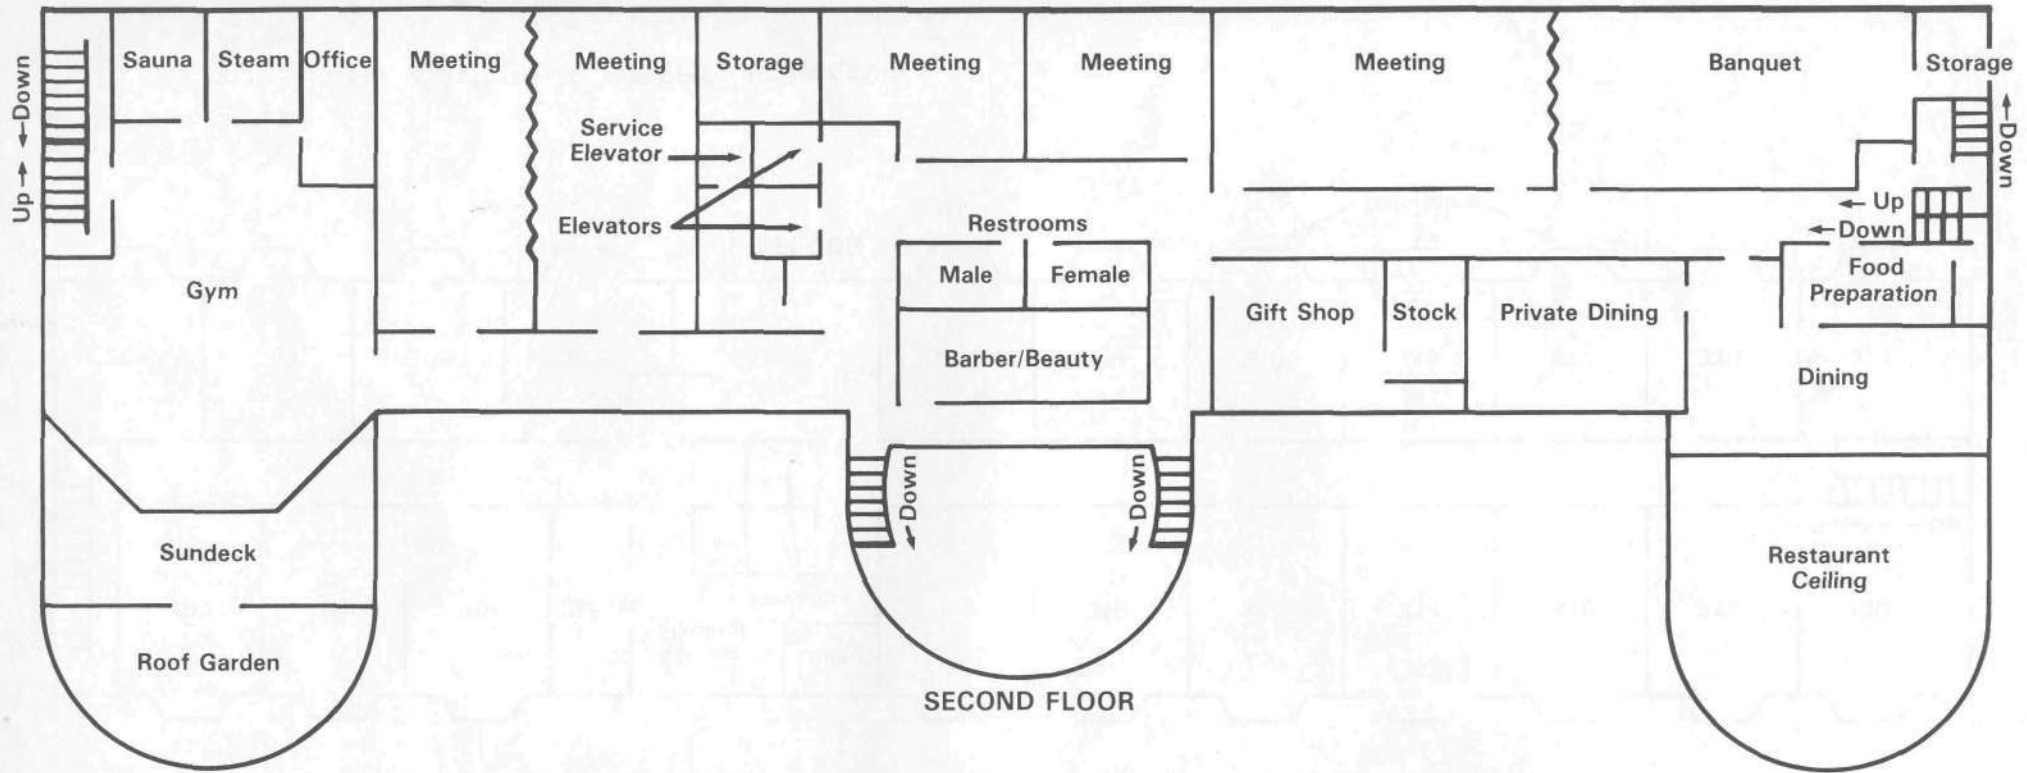 Sauna
Steam
Office
Meeting
Meeting
Storage
Meeting
Meeting
Meeting
Banquet
Storage
←Down
Up→
Service
Elevator
Elevators
←Down
Restrooms
←Up
←Down
Male
Female
Food
Preparation
Gym
Gift Shop
Stock
Private Dining
Barber/Beauty
Dining
←Down
←Down
Sundeck
Restaurant
Ceiling
Roof Garden
SECOND FLOOR